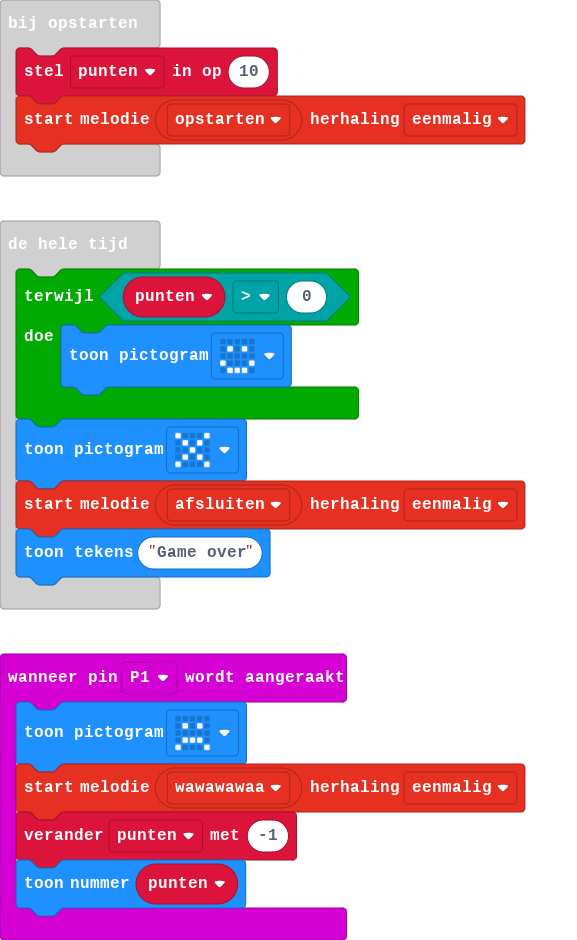 bij opstarten
stel punten in op 10
start melodie opstarten herhaling eenmalig
de hele tijd
terwijl punten > 0
doe
toon pictogram
toon pictogram
start melodie afsluiten herhaling eenmalig
toon tekens "Game over"
wanneer pin P1 wordt aangeraakt
toon pictogram
start melodie wawawawaa herhaling eenmalig
verander punten met -1
toon nummer punten